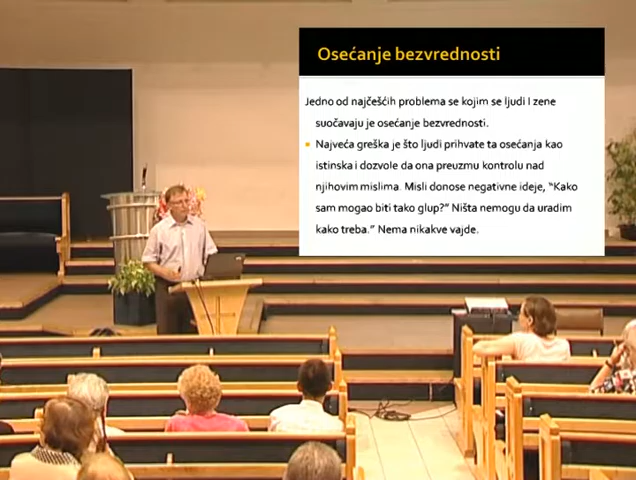 Osećanje bezvrednosti
Jedno od najčešćih problema se kojim se ljudi I zene
suočavaju je osećanje bezvrednosti.
Najveća greška je što ljudi prihvate ta osećanja kao
istinska i dozvole da ona preuzmu kontrolu nad
njihovim mislima. Misli donose negativne ideje, "Kako
sam mogao biti tako glup?" Ništa nemogu da uradim
kako treba." Nema nikakve vajde.